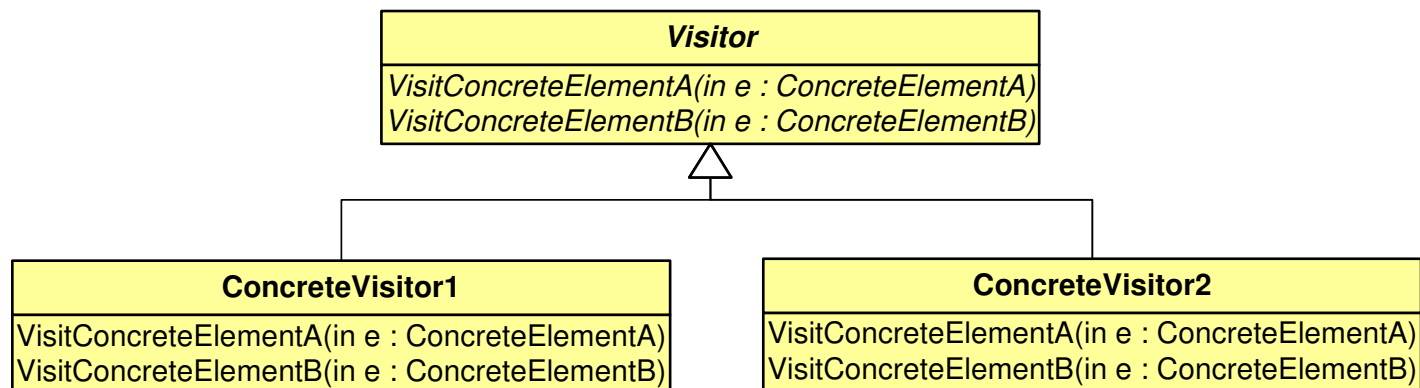 Visitor
VisitConcreteElementA(in e : ConcreteElementA)
VisitConcreteElementB(in e : ConcreteElementB)
ConcreteVisitor1
VisitConcreteElementA(in e : ConcreteElementA)
VisitConcreteElementB(in e : ConcreteElementB)
ConcreteVisitor2
VisitConcreteElementA(in e : ConcreteElementA)
VisitConcreteElementB(in e : ConcreteElementB)